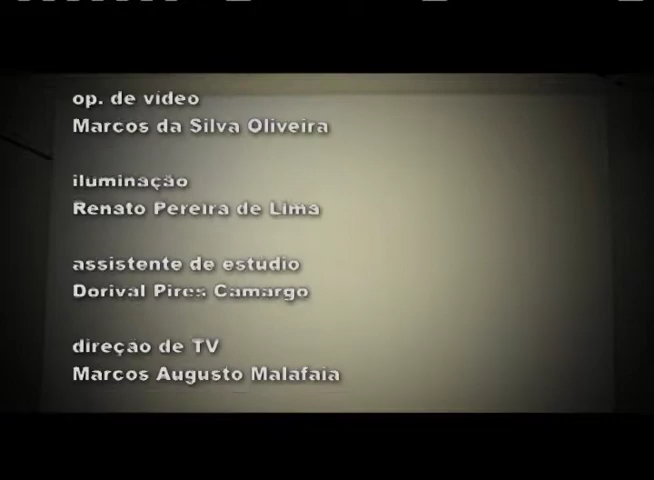 op. de vídeo
Marcos da Silva Oliveira
iluminação
Renato Pereira de Lima
assistente de estúdio
Dorival Pires Camargo
direção de TV
Marcos Augusto Malafaia